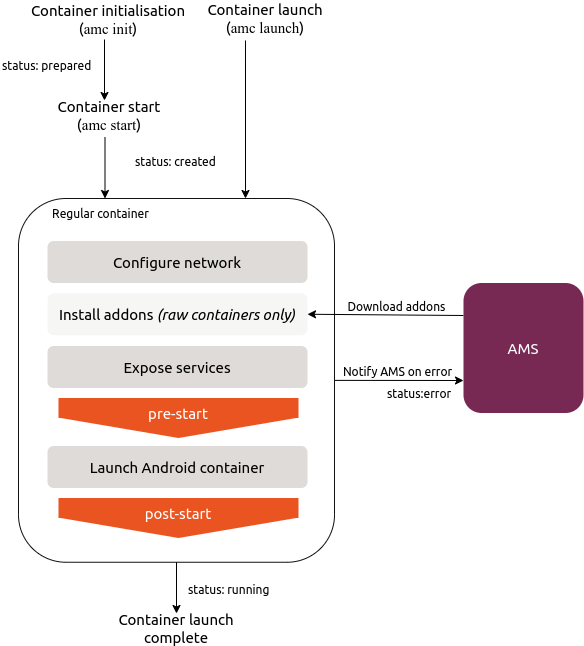 Container initialisation
(amc init)
Container launch
(amc launch)
status: prepared
Container start
(amc start)
status: created
Regular container
Configure network
Install addons (raw containers only)
Download addons
AMS
Expose services
Notify AMS on error
status:error
pre-start
Launch Android container
post-start
status: running
Container launch
complete